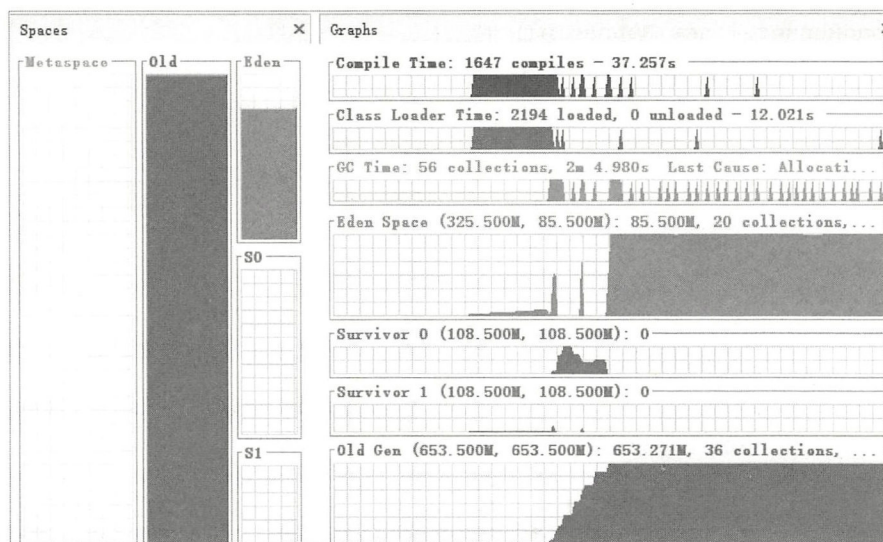 Spaces
Graphs
Metaspace
Old
Eden
S0
S1
Compile Time: 1647 compiles - 37.257s
Class Loader Time: 2194 loaded, 0 unloaded - 12.021s
GC Time: 56 collections, 2m 4.980s Last Cause: Allocati...
Eden Space (325.500M, 85.500M): 85.500M, 20 collections,...
Survivor 0 (108.500M, 108.500M): 0
Survivor 1 (108.500M, 108.500M): 0
Old Gen (653.500M, 653.500M): 653.271M, 36 collections, ...